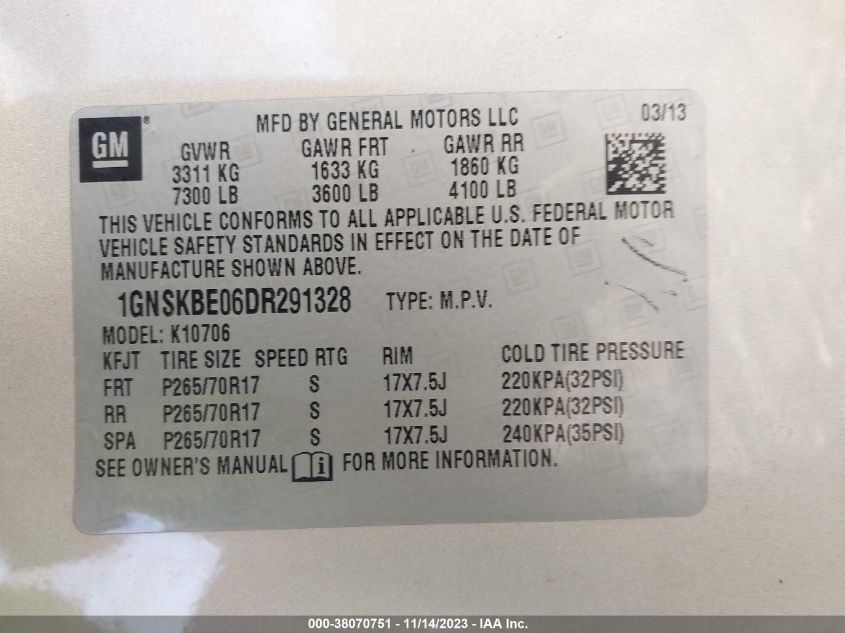 GM ® MFD BY GENERAL MOTORS LLC 03/13
GVWR GAWR FRT GAWR RR
3311 KG 1633 KG 1860 KG
7300 LB 3600 LB 4100 LB
THIS VEHICLE CONFORMS TO ALL APPLICABLE U.S. FEDERAL MOTOR
VEHICLE SAFETY STANDARDS IN EFFECT ON THE DATE OF
MANUFACTURE SHOWN ABOVE.
1GNSKBE06DR291328 TYPE: M.P.V.
MODEL: K10706
KFJT TIRE SIZE SPEED RTG RIM COLD TIRE PRESSURE
FRT P265/70R17 S 17X7.5J 220KPA(32PSI)
RR P265/70R17 S 17X7.5J 220KPA(32PSI)
SPA P265/70R17 S 17X7.5J 240KPA(35PSI)
SEE OWNER'S MANUAL i FOR MORE INFORMATION.
000-38070751 - 11/14/2023 - IAA Inc.